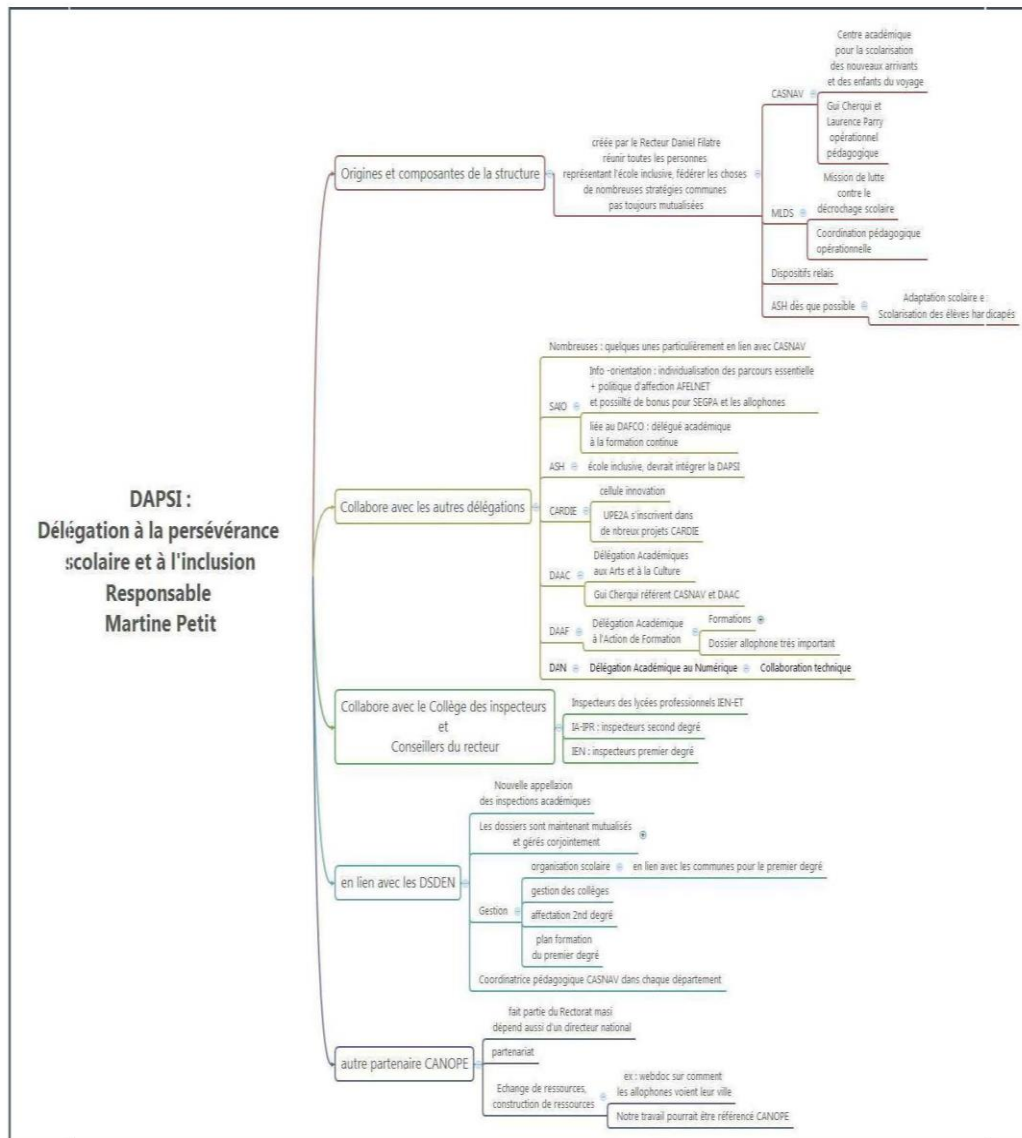 DAPSI :
Délégation à la persévérance
scolaire et à l'inclusion
Responsable
Martine Petit
Origines et composantes de la structure
créée par le Recteur Daniel Filatre
réunir toutes les personnes
représentant l'école inclusive, fédérer les choses
de nombreuses stratégies communes
pas toujours mutualisées
CASNAV
Centre académique
pour la scolarisation
des nouveaux arrivants
et des enfants du voyage
Gui Cherqui et
Laurence Parry
opérationnel
pédagogique
MLDS
Mission de lutte
contre le
décrochage scolaire
Coordination pédagogique
opérationnelle
Dispositifs relais
ASH dès que possible
Adaptation scolaire e
Scolarisation des élèves handicapés
Collabore avec les autres délégations
Nombreuses : quelques unes particulièrement en lien avec CASNAV
SAIO
Info -orientation : individualisation des parcours essentielle
+ politique d'affection AFELNET
et possiilté de bonus pour SEGPA et les allophones
liée au DAFCO : délégué académique
à la formation continue
ASH
école inclusive, devrait intégrer la DAPSI
CARDIE
cellule innovation
UPE2A s'inscrivent dans
de nbreux projets CARDIE
DAAC
Délégation Académiques
aux Arts et à la Culture
Gui Cherqui référent CASNAV et DAAC
DAAF
Délégation Académique
à l'Action de Formation
Formations
Dossier allophone très important
DAN
Délégation Académique au Numérique
Collaboration technique
Collabore avec le Collège des inspecteurs
et
Conseillers du recteur
Inspecteurs des lycées professionnels IEN-ET
IA-IPR : inspecteurs second degré
IEN : inspecteurs premier degré
en lien avec les DSDEN
Nouvelle appellation
des inspections académiques
Les dossiers sont maintenant mutualisés
et gérés conjointement
Gestion
organisation scolaire
en lien avec les communes pour le premier degré
gestion des colléges
affectation 2nd degré
plan formation
du premier degré
Coordinatrice pédagogique CASNAV dans chaque département
autre partenaire CANOPE
fait partie du Rectorat masi
dépend aussi d'un directeur national
partenariat
Echange de ressources,
construction de ressources
ex : webdoc sur comment
les allophones voient leur ville
Notre travail pourrait être référencé CANOPE